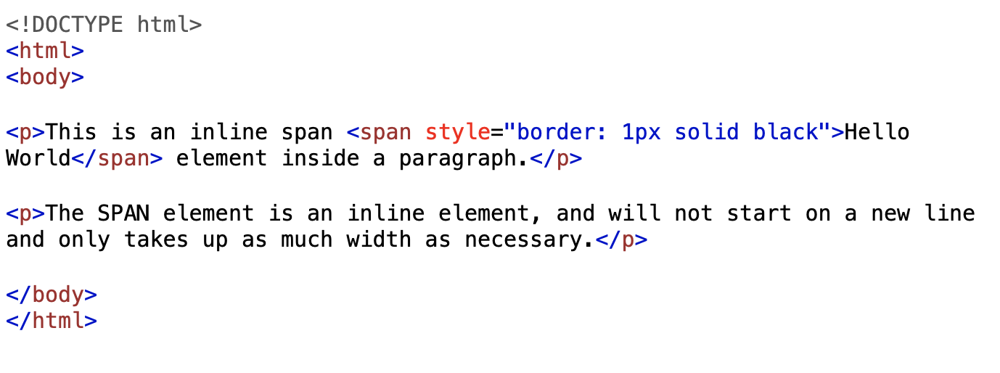 <!DOCTYPE html>
<html>
<body>
<p>This is an inline span <span style="border: 1px solid black">Hello
World</span> element inside a paragraph.</p>
<p>The SPAN element is an inline element, and will not start on a new line
and only takes up as much width as necessary.</p>
</body>
</html>